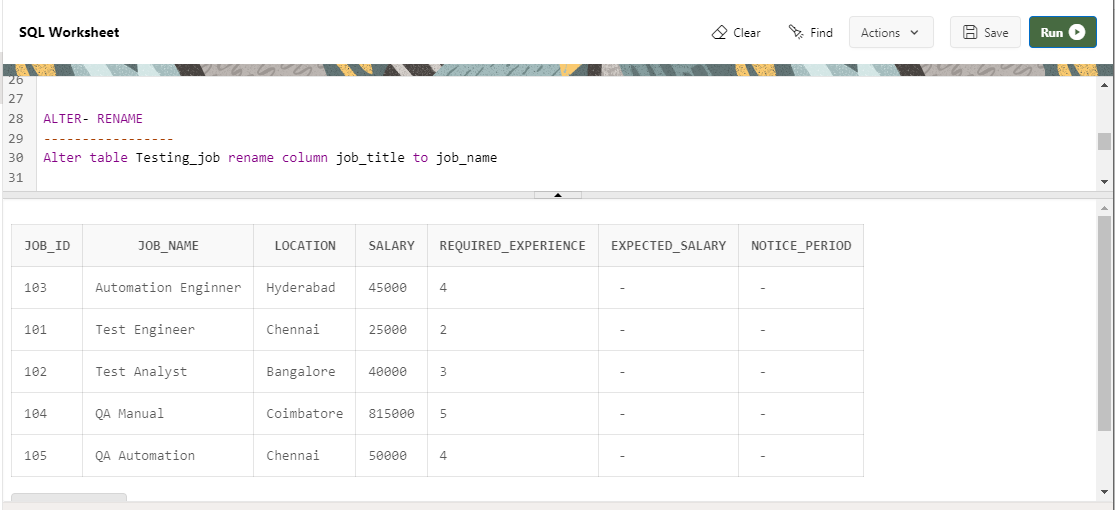 SQL Worksheet Clear Find Actions Save Run
26
27
28 ALTER- RENAME
29 -----------------
30 Alter table Testing_job rename column job_title to job_name
31
JOB_ID JOB_NAME LOCATION SALARY REQUIRED_EXPERIENCE EXPECTED_SALARY NOTICE_PERIOD
103 Automation Enginner Hyderabad 45000 4 - -
101 Test Engineer Chennai 25000 2 - -
102 Test Analyst Bangalore 40000 3 - -
104 QA Manual Coimbatore 815000 5 - -
105 QA Automation Chennai 50000 4 - -